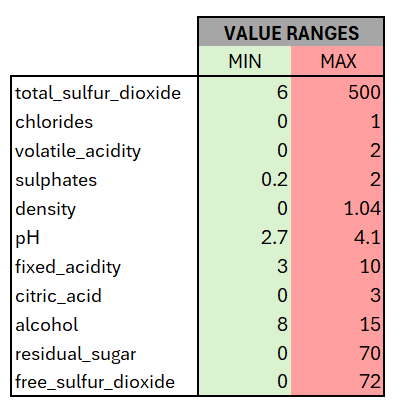 VALUE RANGES
MIN MAX
total_sulfur_dioxide 6 500
chlorides 0 1
volatile_acidity 0 2
sulphates 0.2 2
density 0 1.04
pH 2.7 4.1
fixed_acidity 3 10
citric_acid 0 3
alcohol 8 15
residual_sugar 0 70
free_sulfur_dioxide 0 72